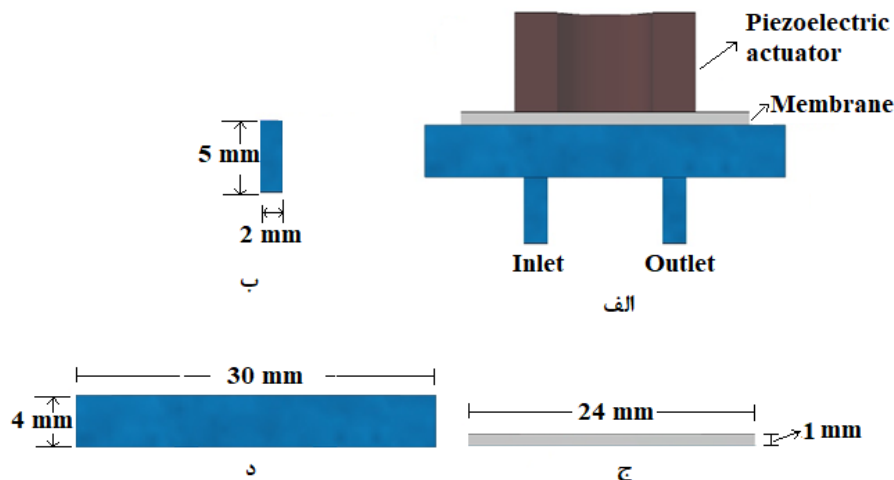 Piezoelectric
actuator
Membrane
5 mm
2 mm
Inlet Outlet
ب
الف
30 mm
4 mm
24 mm
1 mm
د
ج